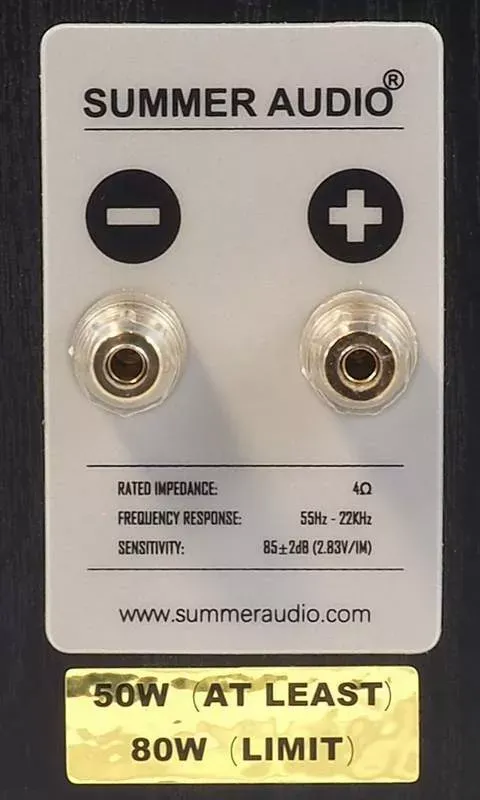 SUMMER AUDIO®
RATED IMPEDANCE: 4Ω
FREQUENCY RESPONSE: 55Hz - 22KHz
SENSITIVITY: 85±2dB (2.83V/1M)
www.summeraudio.com
50W (AT LEAST)
80W (LIMIT)